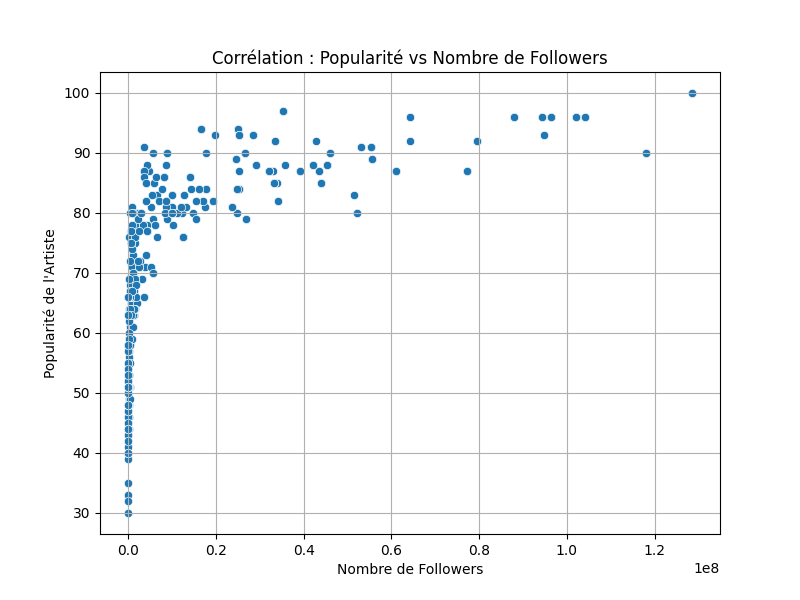 Corrélation : Popularité vs Nombre de Followers
Popularité de l'Artiste
100
90
80
70
60
50
40
30
0.0 0.2 0.4 0.6 0.8 1.0 1.2
1e8
Nombre de Followers